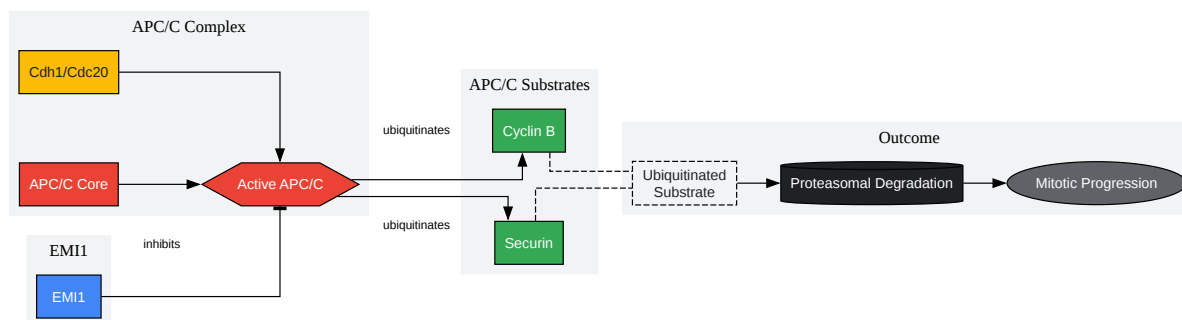 APC/C Complex
Cdh1/Cdc20
APC/C Core
Active APC/C
EMI1
EMI1
inhibits
ubiquitinates
ubiquitinates
APC/C Substrates
Cyclin B
Securin
Outcome
Ubiquitinated
Substrate
Proteasomal Degradation
Mitotic Progression